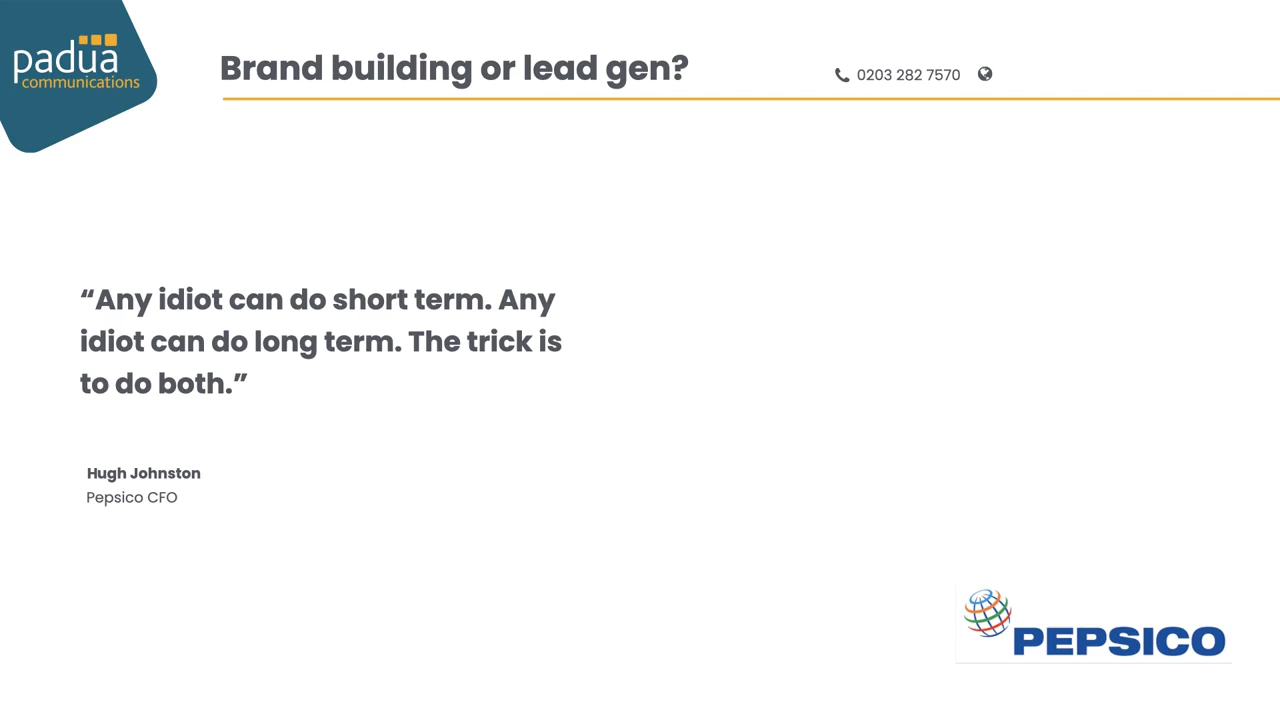 padua
communications
Brand building or lead gen?
0203 282 7570
“Any idiot can do short term. Any
idiot can do long term. The trick is
to do both.”
Hugh Johnston
Pepsico CFO
PEPSICO